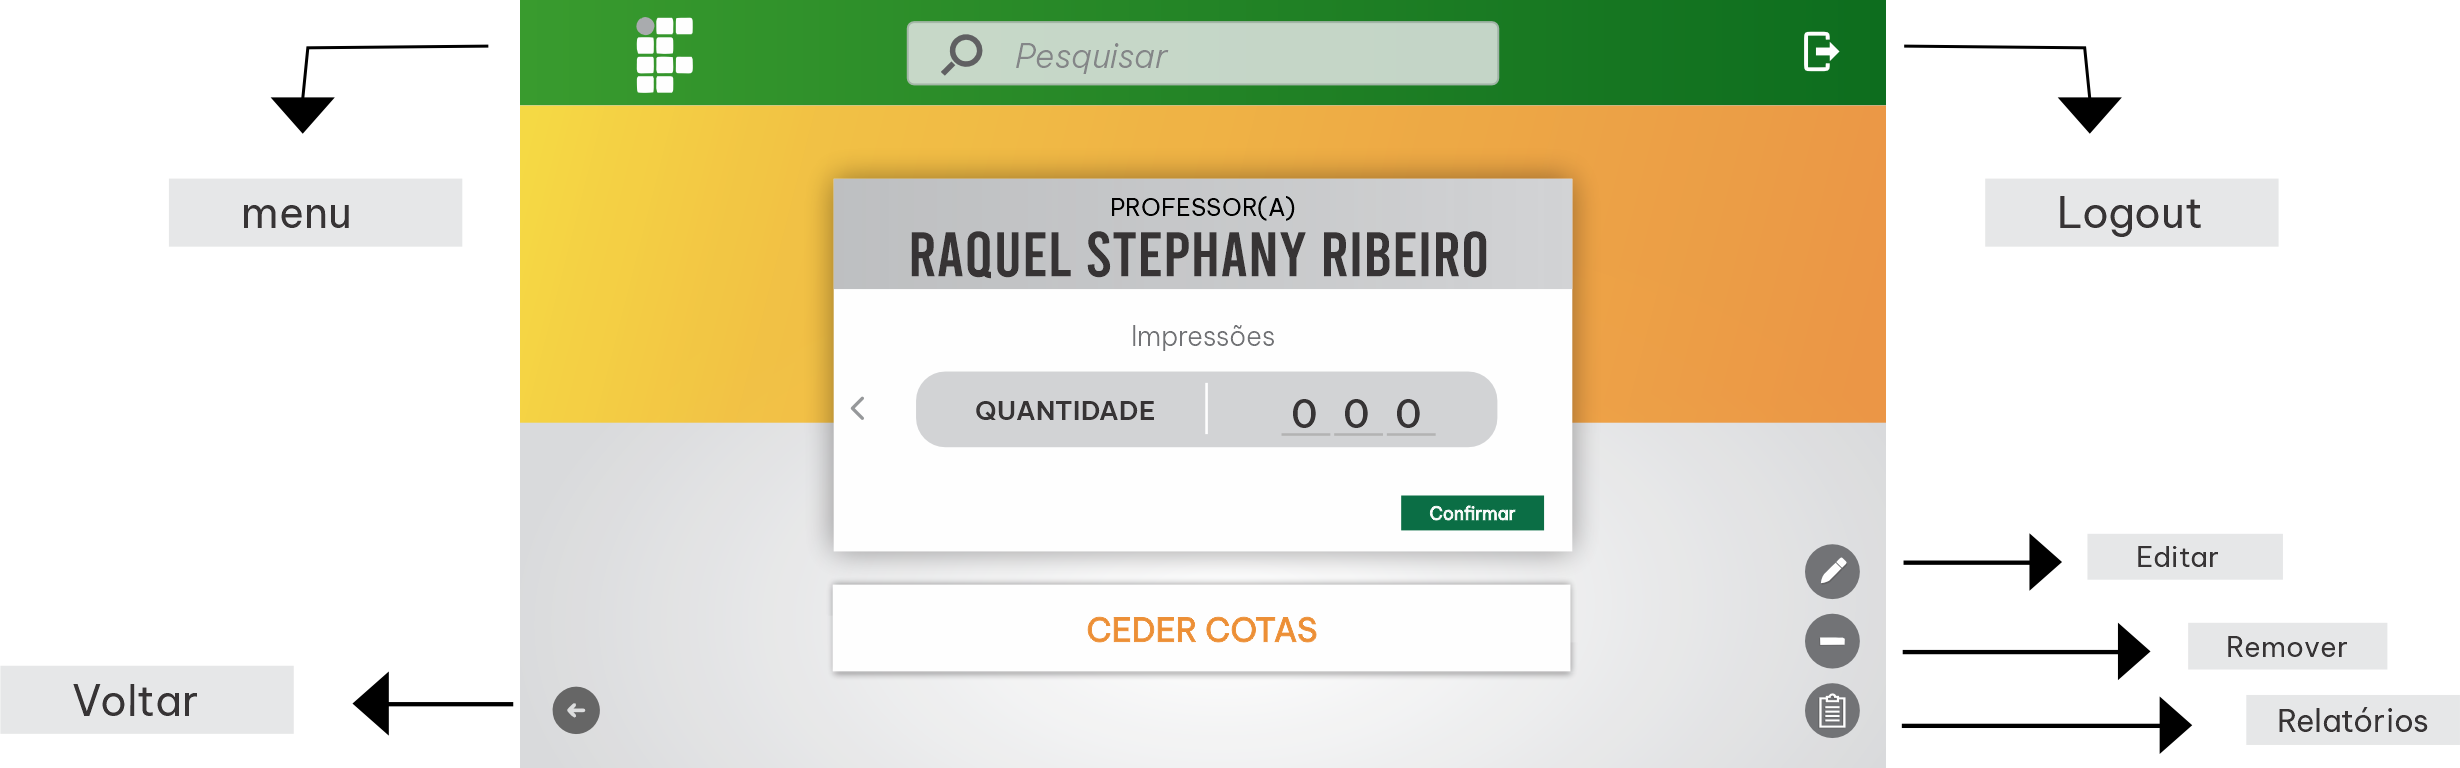 Pesquisar
menu
Logout
PROFESSOR(A)
RAQUEL STEPHANY RIBEIRO
Impressões
QUANTIDADE
0 0 0
Confirmar
Editar
CEDER COTAS
Remover
Voltar
Relatórios